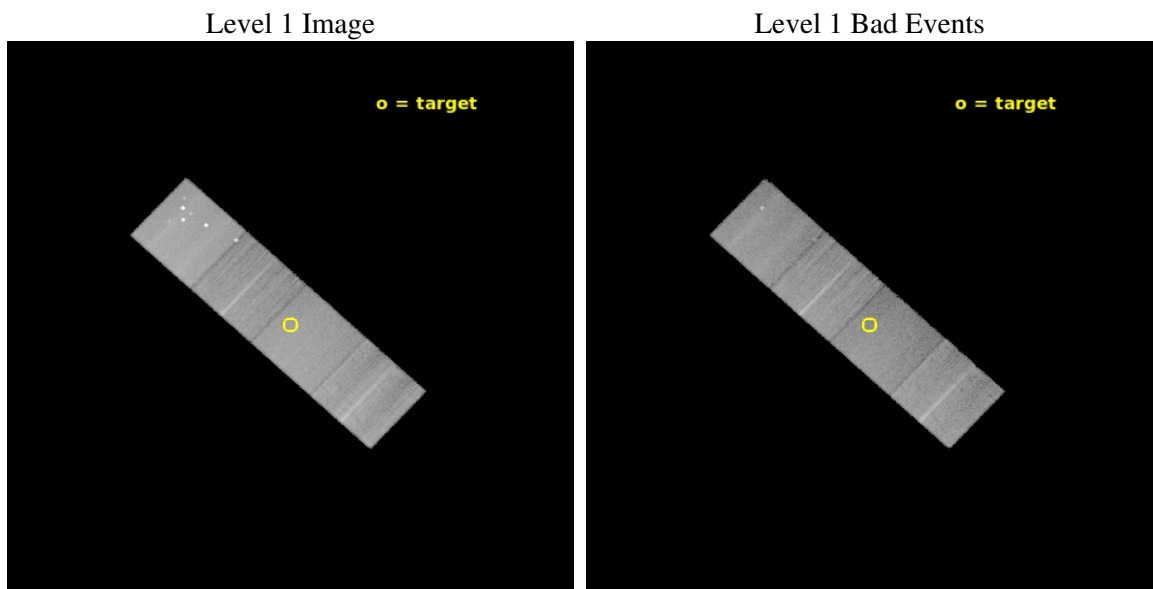 Level 1 Image
Level 1 Bad Events
o = target
o = target